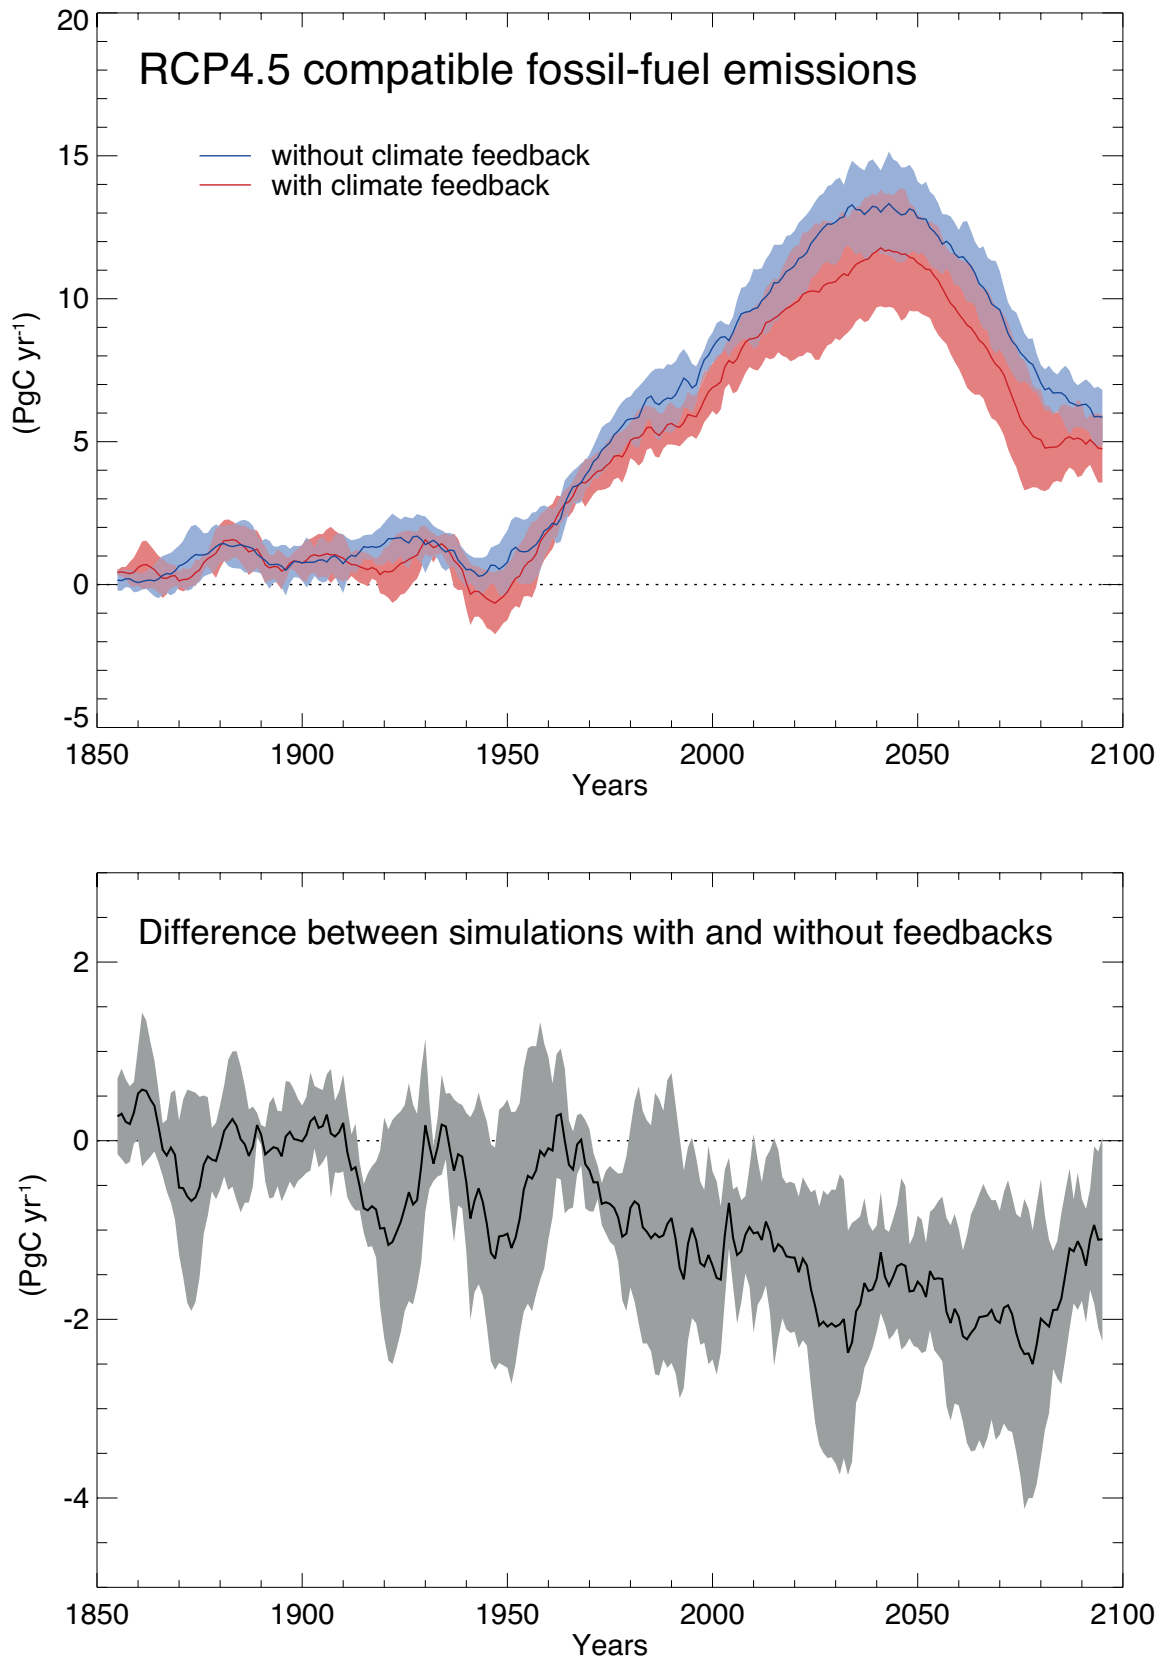 20
RCP4.5 compatible fossil-fuel emissions
15
without climate feedback
with climate feedback
10
(PgC yr-1)
5
0
-5
1850 1900 1950 2000 2050 2100
Years
Difference between simulations with and without feedbacks
2
0
(PgC yr-1)
-2
-4
1850 1900 1950 2000 2050 2100
Years